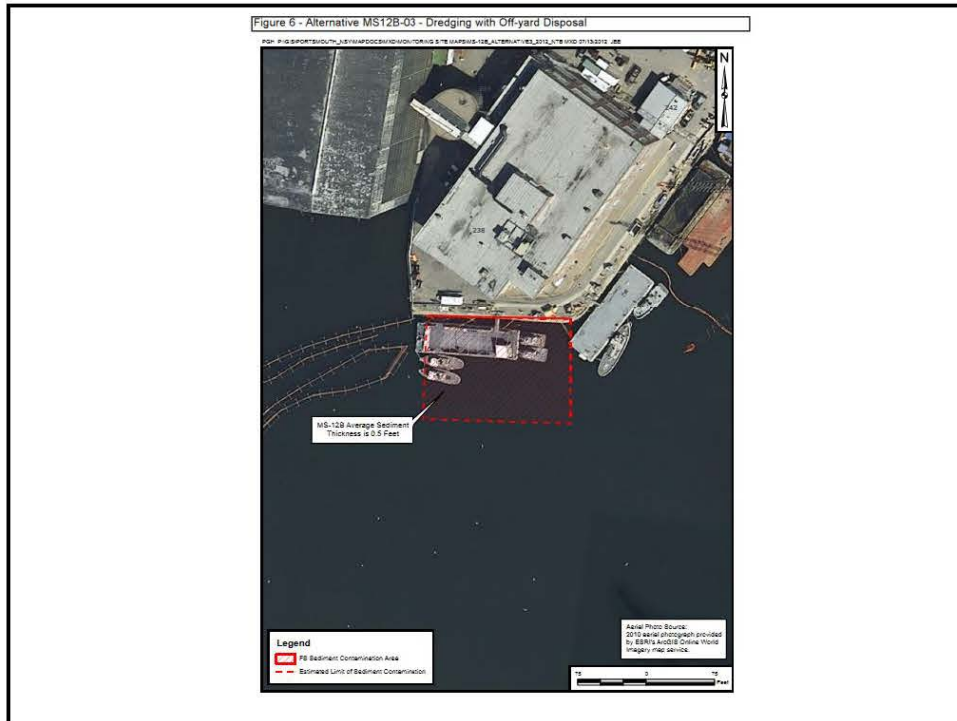 Figure 6 - Alternative MS12B-03 - Dredging with Off-yard Disposal
N
242
238
MS-12B Average Sediment
Thickness is 0.5 Feet
Legend
PB Sediment Contamination Area
Estimated Limit of Sediment Contamination
Aerial Photo Source:
2010 aerial photograph provided
by ESRI's ArcGIS Online World
Imagery map service.
75 0 75
Feet